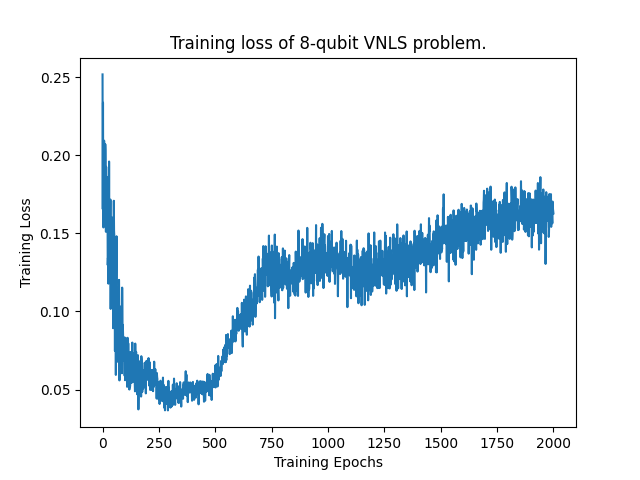 Training loss of 8-qubit VNLS problem.
0.25
0.20
0.15
0.10
0.05
Training Loss
0 250 500 750 1000 1250 1500 1750 2000
Training Epochs